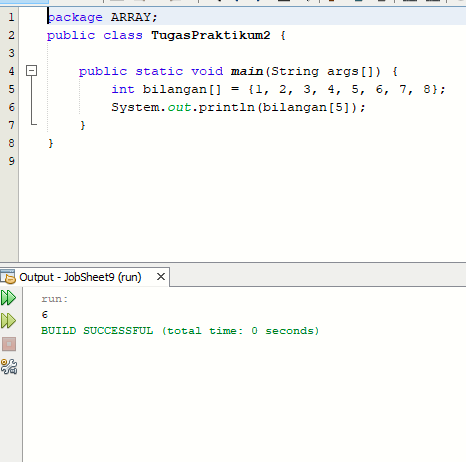 1 package ARRAY;
2 public class TugasPraktikum2 {
3
4     public static void main(String args[]) {
5         int bilangan[] = {1, 2, 3, 4, 5, 6, 7, 8};
6         System.out.println(bilangan[5]);
7     }
8 }
9
Output - JobSheet9 (run) ×
run:
6
BUILD SUCCESSFUL (total time: 0 seconds)